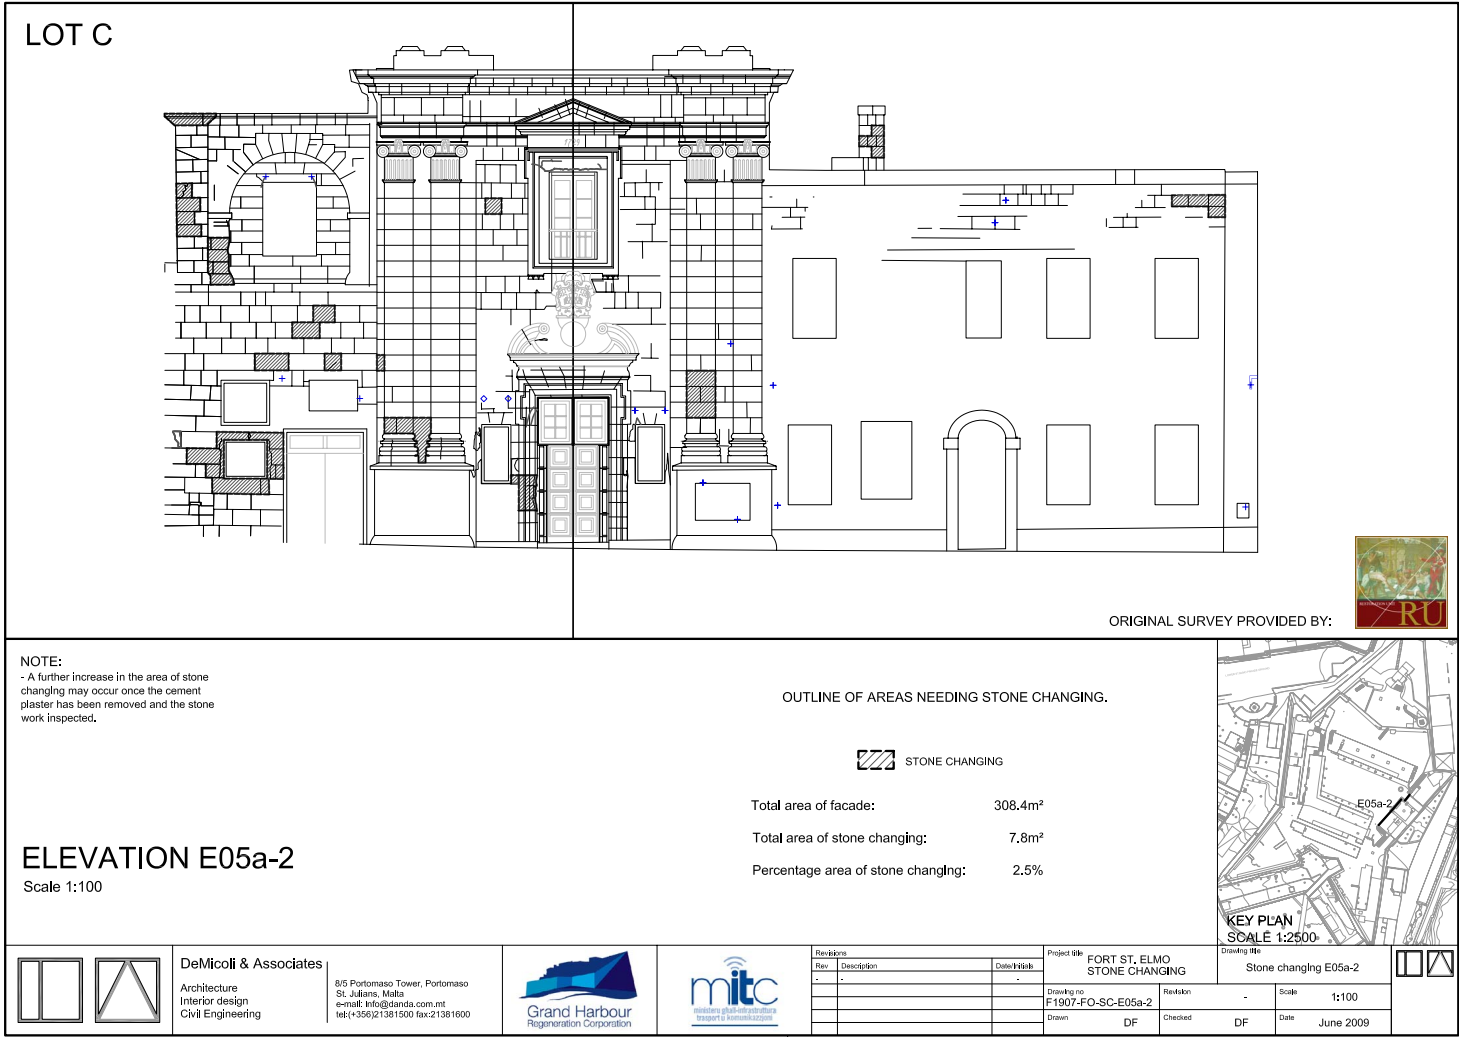 LOT C
1729
ORIGINAL SURVEY PROVIDED BY:
RU
NOTE:
- A further increase in the area of stone
changing may occur once the cement
plaster has been removed and the stone
work inspected.
OUTLINE OF AREAS NEEDING STONE CHANGING.
STONE CHANGING
Total area of facade: 308.4m²
Total area of stone changing: 7.8m²
Percentage area of stone changing: 2.5%
ELEVATION E05a-2
Scale 1:100
E05a-2
KEY PLAN
SCALE 1:2500
DeMicoli & Associates
Architecture
Interior design
Civil Engineering
8/5 Portomaso Tower, Portomaso
St. Julians, Malta
e-mail: info@danda.com.mt
tel:(+356)21381500 fax:21381600
Grand Harbour
Regeneration Corporation
mitc
ministeru għall-infrastruttura
trasport u komunikazzjoni
Revisions
Rev Description Date/Initials
- - -
Project title
FORT ST. ELMO
STONE CHANGING
Drawing title
Stone changing E05a-2
Drawing no
F1907-FO-SC-E05a-2
Revision
-
Scale
1:100
Drawn
DF
Checked
DF
Date
June 2009